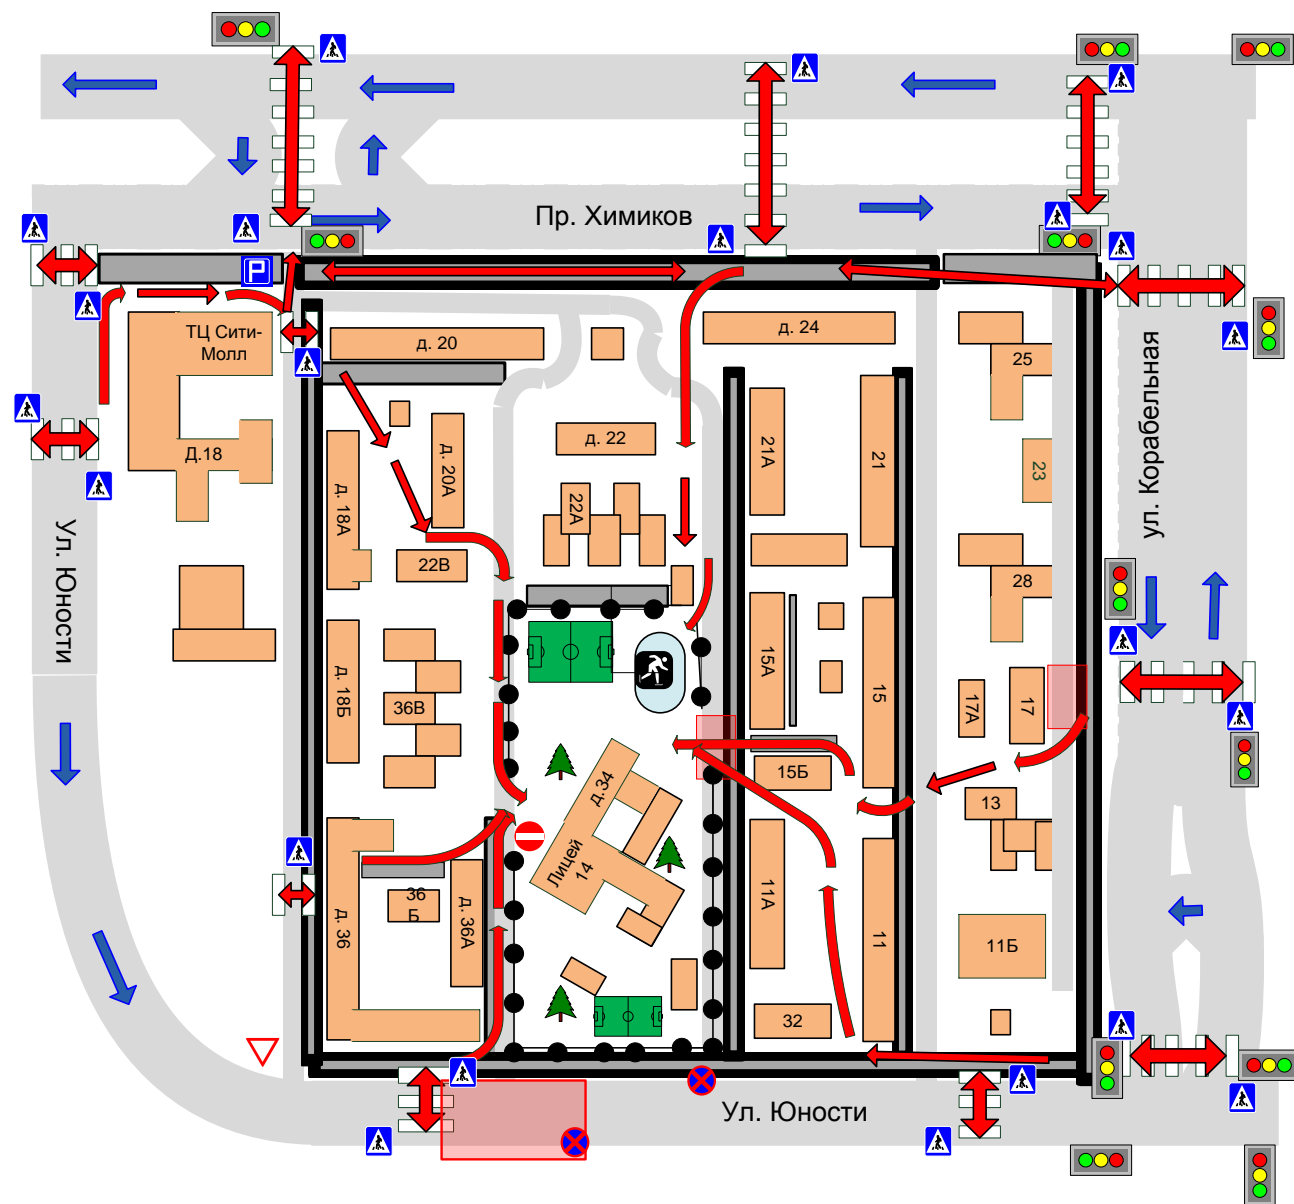 Пр. Химиков
P
ТЦ Сити-
Молл
д. 20
д. 24
25
Д.18
д. 20А
д. 22
21А
21
23
ул. Корабельная
д. 18А
22А
22В
28
Ул. Юности
д. 18Б
36В
15А
15
17А
17
15Б
13
д.34
Лицей
14
д. 36
36
Б
д. 36А
11А
11
11Б
32
Ул. Юности